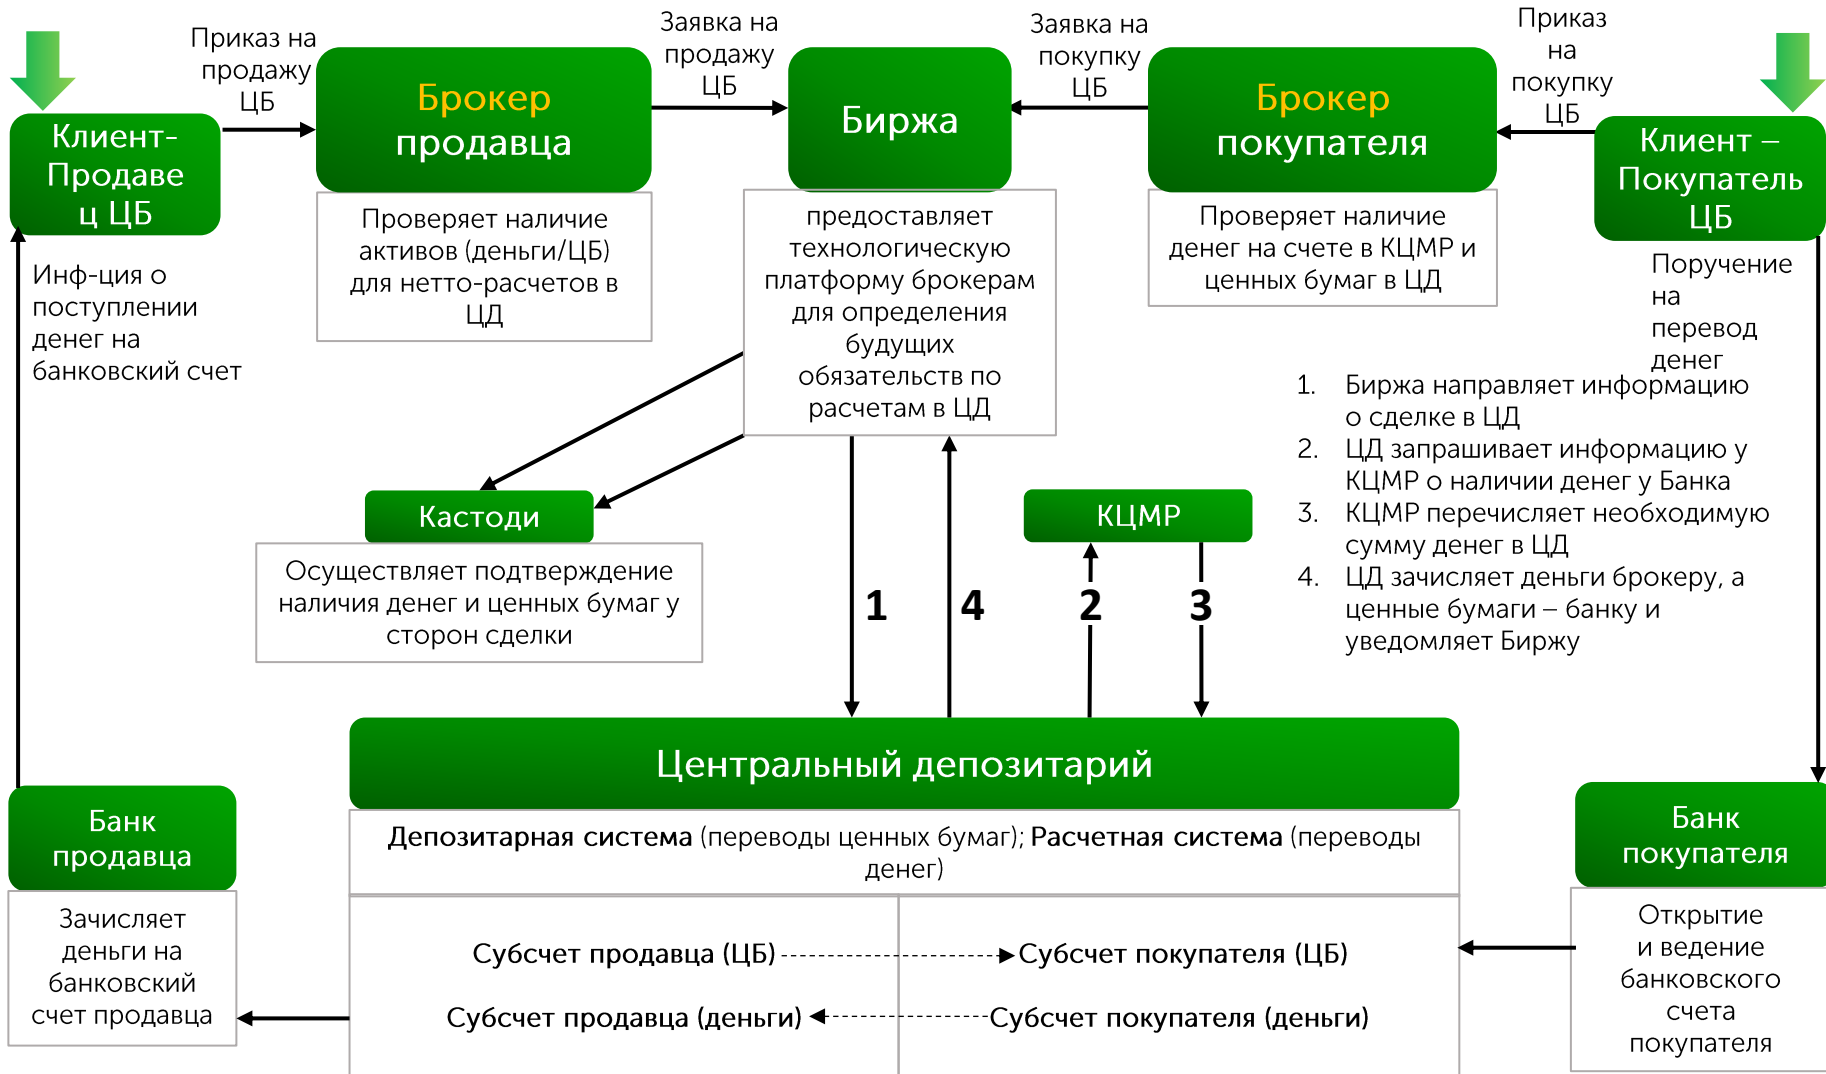 Приказ на
продажу
ЦБ
Заявка на
продажу
ЦБ
Заявка на
покупку
ЦБ
Приказ
на
покупку
ЦБ
Клиент-
Продаве
ц ЦБ
Брокер
продавца
Биржа
Брокер
покупателя
Клиент –
Покупатель
ЦБ
Проверяет наличие
активов (деньги/ЦБ)
для нетто-расчетов в
ЦД
предоставляет
технологическую
платформу брокерам
для определения
будущих
обязательств по
расчетам в ЦД
Проверяет наличие
денег на счете в КЦМР и
ценных бумаг в ЦД
Инф-ция о
поступлении
денег на
банковский счет
Поручение
на
перевод
денег
1. Биржа направляет информацию
о сделке в ЦД
2. ЦД запрашивает информацию у
КЦМР о наличии денег у Банка
3. КЦМР перечисляет необходимую
сумму денег в ЦД
4. ЦД зачисляет деньги брокеру, а
ценные бумаги – банку и
уведомляет Биржу
Кастоди
Осуществляет подтверждение
наличия денег и ценных бумаг у
сторон сделки
КЦМР
1
4
2
3
Центральный депозитарий
Депозитарная система (переводы ценных бумаг); Расчетная система (переводы
денег)
Субсчет продавца (ЦБ)
Субсчет покупателя (ЦБ)
Субсчет продавца (деньги)
Субсчет покупателя (деньги)
Банк
продавца
Зачисляет
деньги на
банковский
счет продавца
Банк
покупателя
Открытие
и ведение
банковского
счета
покупателя